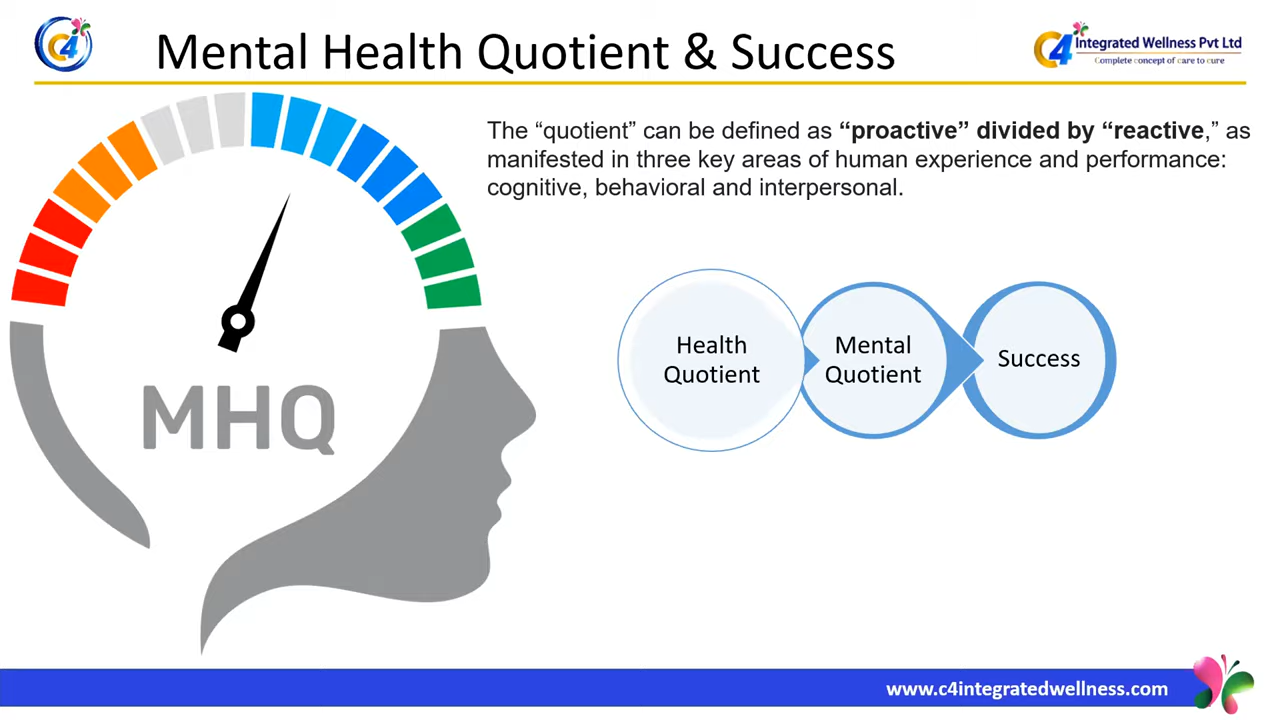 C4
Mental Health Quotient & Success
C4 Integrated Wellness Pvt Ltd
Complete concept of care to cure
The “quotient” can be defined as “proactive” divided by “reactive,” as
manifested in three key areas of human experience and performance:
cognitive, behavioral and interpersonal.
MHQ
Health
Quotient
Mental
Quotient
Success
www.c4integratedwellness.com